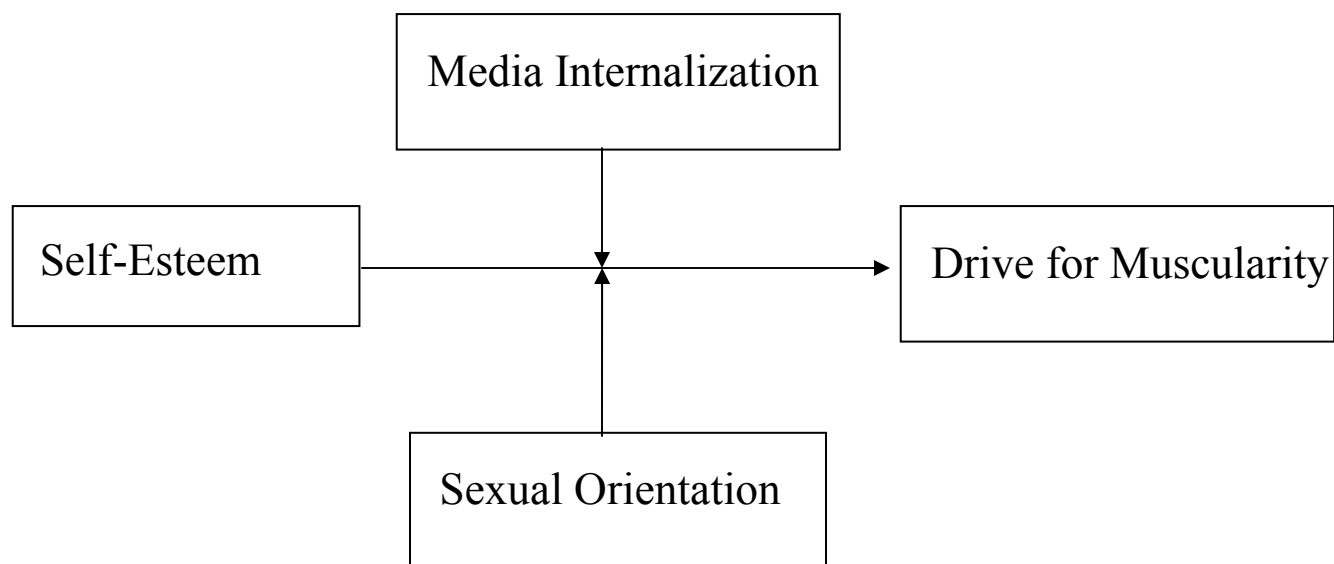 Media Internalization
Self-Esteem
Drive for Muscularity
Sexual Orientation